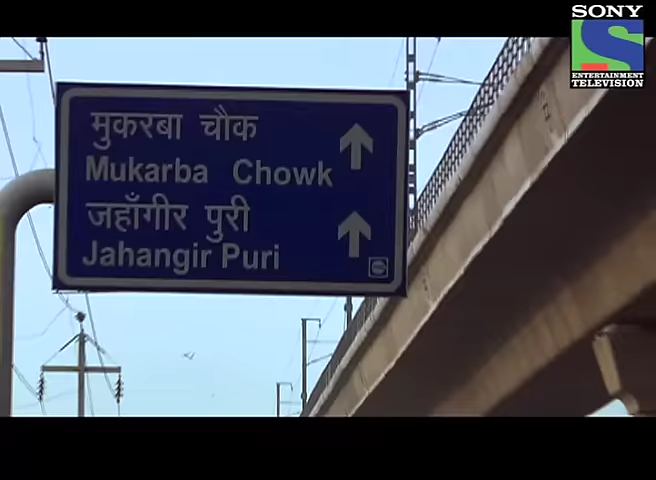 SONY
ENTERTAINMENT
TELEVISION
मुकरबा चौक
Mukarba Chowk
जहाँगीर पुरी
Jahangir Puri